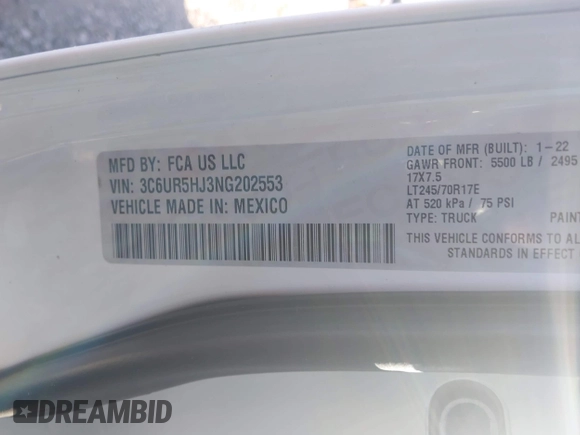 MFD BY: FCA US LLC
VIN: 3C6UR5HJ3NG202553
VEHICLE MADE IN: MEXICO
DATE OF MFR (BUILT): 1-22
GAWR FRONT: 5500 LB / 2495
17X7.5
LT245/70R17E
AT 520 kPa / 75 PSI
TYPE: TRUCK PAINT
THIS VEHICLE CONFORMS TO AL
STANDARDS IN EFFECT
DREAMBID